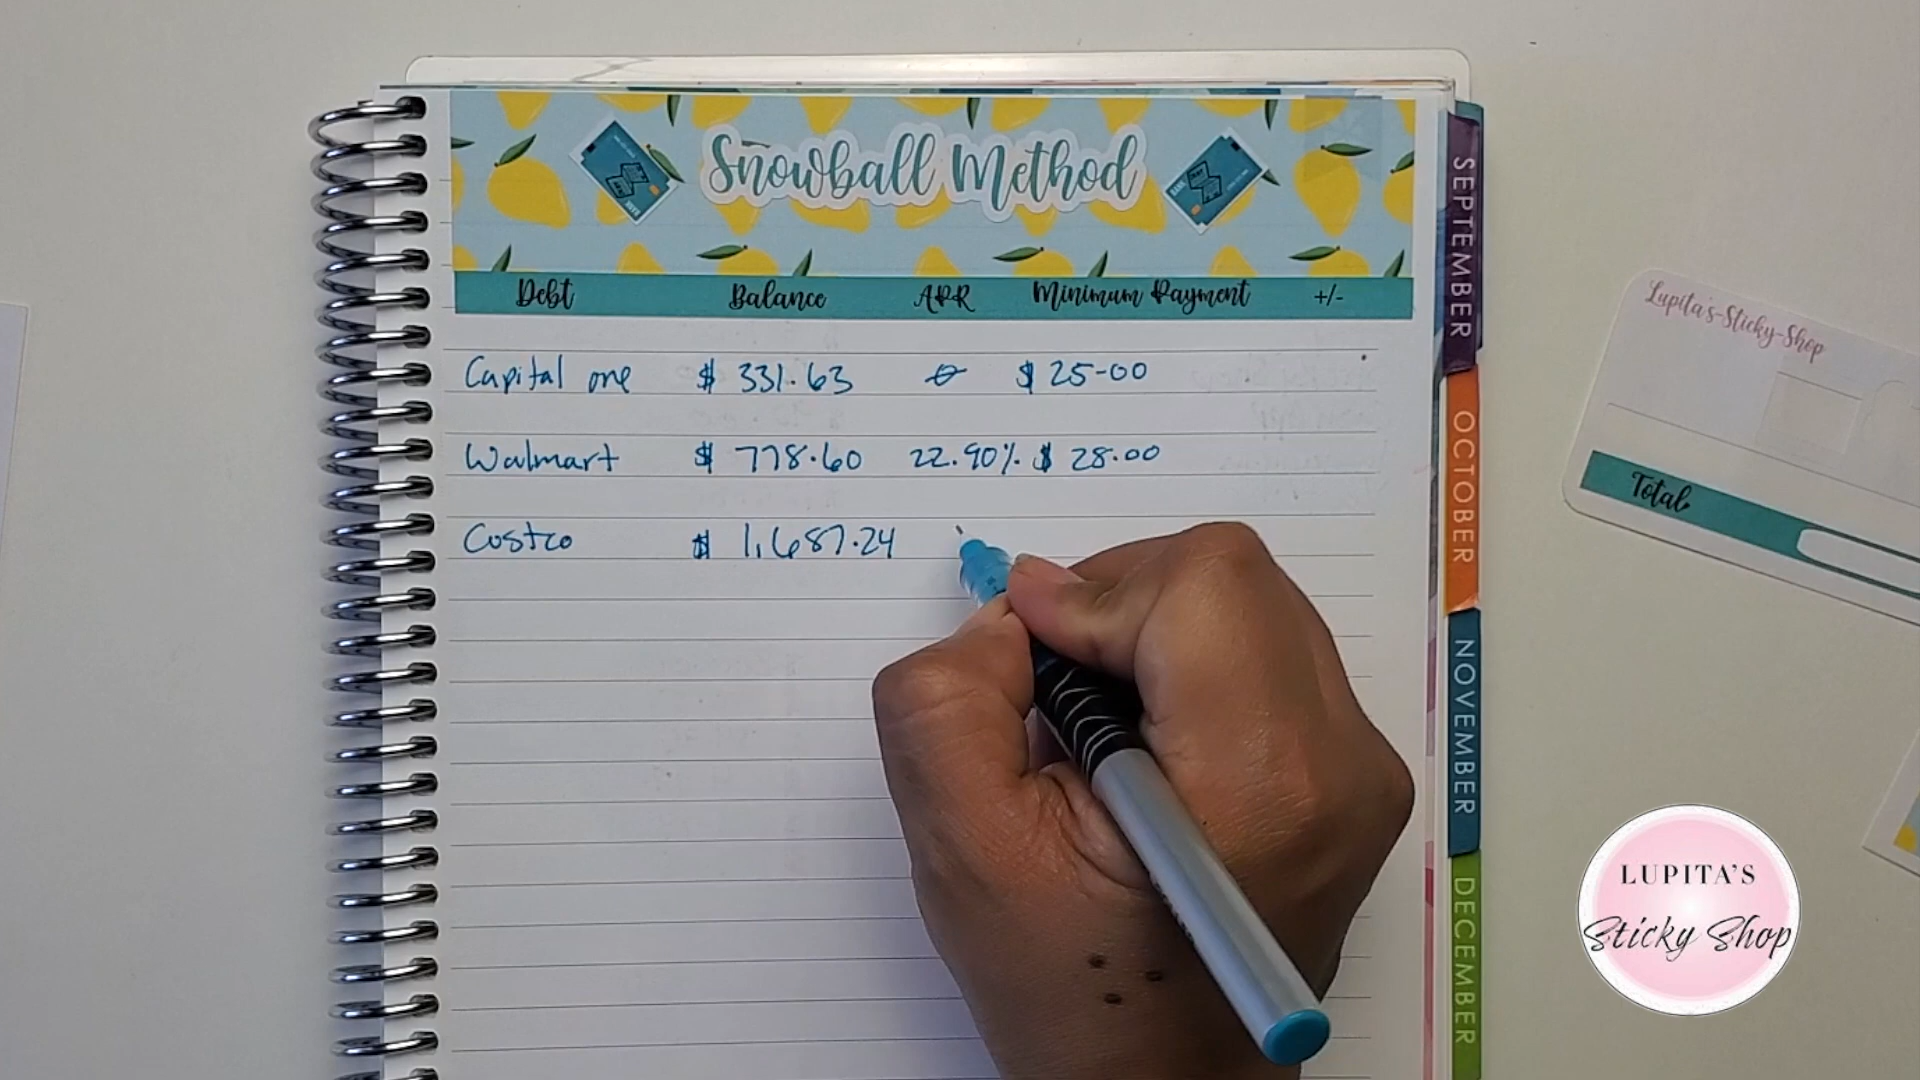 Snowball Method
Debt Balance APR Minimum Payment +/-
Capital one $ 331.63 0 $ 25-00
Walmart $ 778.60 22.90% $ 28.00
Costco $ 1,687.24
SEPTEMBER
OCTOBER
NOVEMBER
DECEMBER
Lupita's-Sticky-Shop
Total
LUPITA'S
Sticky Shop